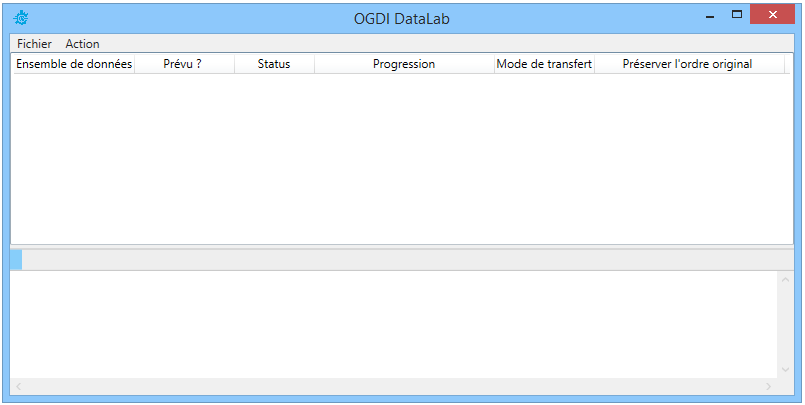 OGDI DataLab
Fichier Action
Ensemble de données Prévu ? Status Progression Mode de transfert Préserver l'ordre original